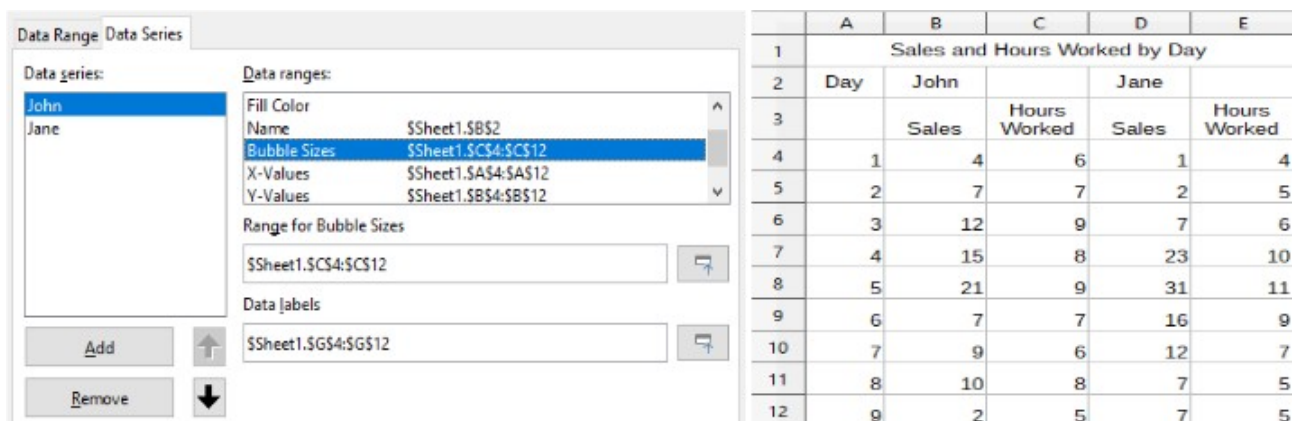 Data Range Data Series
Data series:
John
Jane
Add
Remove
Data ranges:
Fill Color
Name $Sheet1.$B$2
Bubble Sizes $Sheet1.$C$4:$C$12
X-Values $Sheet1.$A$4:$A$12
Y-Values $Sheet1.$B$4:$B$12
Range for Bubble Sizes
$Sheet1.$C$4:$C$12
Data labels
$Sheet1.$G$4:$G$12
A B C D E
1 Sales and Hours Worked by Day
2 Day John Jane
3 Sales Hours Worked Sales Hours Worked
4 1 4 6 1 4
5 2 7 7 2 5
6 3 12 9 7 6
7 4 15 8 23 10
8 5 21 9 31 11
9 6 7 7 16 9
10 7 9 6 12 7
11 8 10 8 7 5
12 9 2 5 7 5